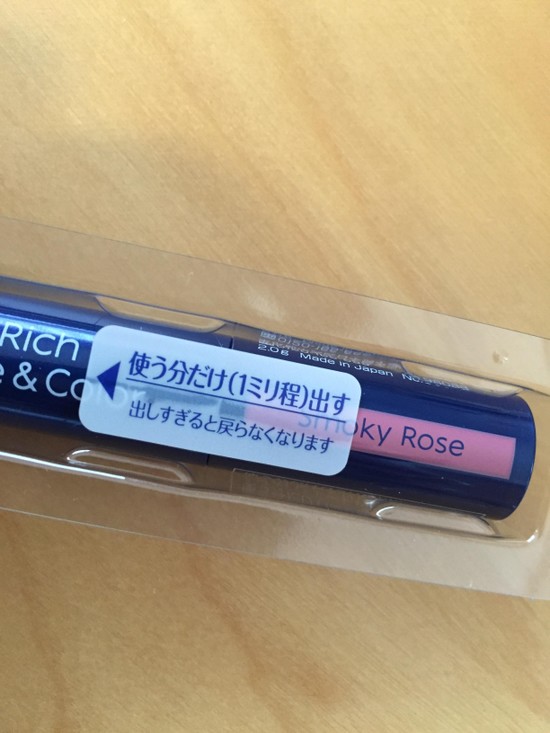 Rich
& Co
使う分だけ(1ミリ程)出す
出しすぎると戻らなくなります
2.0g Made in Japan
Smoky Rose